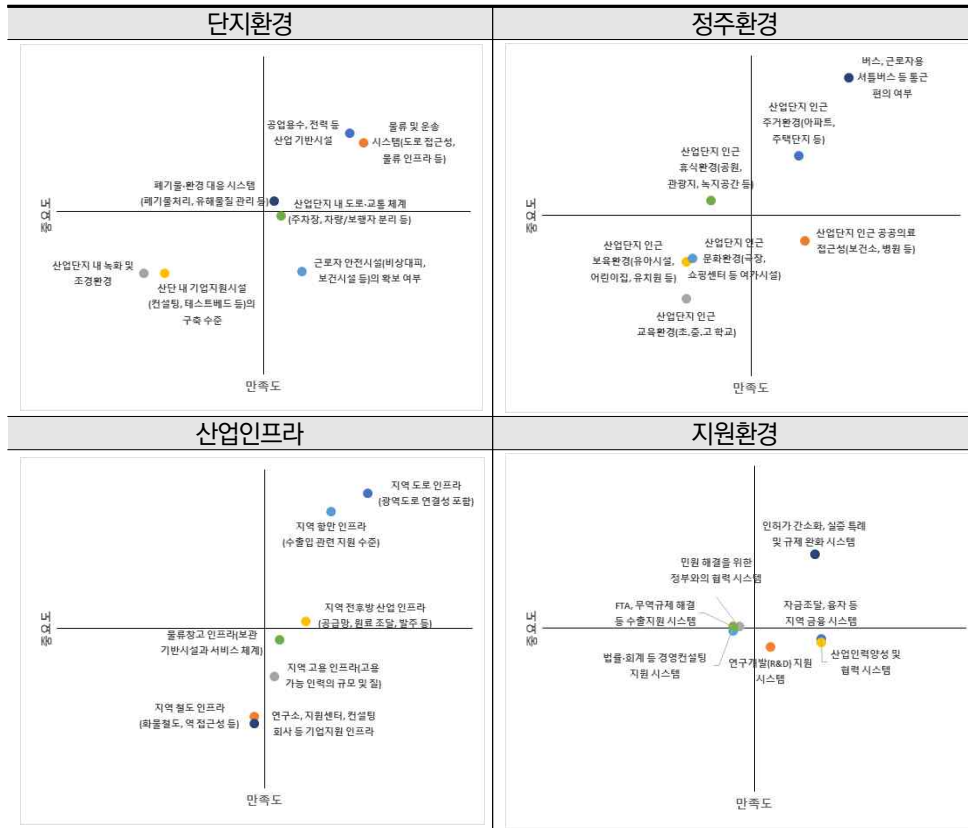 단지환경
공업용수, 전력 등
산업 기반시설
물류 및 운송
시스템(도로 접근성,
물류 인프라 등)
폐기물·환경 대응 시스템
(폐기물처리, 유해물질 관리 등)
산업단지 내 도로·교통 체계
(주차장, 차량/보행자 분리 등)
중요도
산업단지 내 녹화 및
조경환경
산단 내 기업지원시설
(컨설팅, 테스트베드 등)의
구축 수준
근로자 안전시설(비상대피,
보건시설 등)의 확보 여부
만족도
정주환경
버스, 근로자용
셔틀버스 등 통근
편의 여부
산업단지 인근
주거환경(아파트,
주택단지 등)
산업단지 인근
휴식환경(공원,
관광지, 녹지공간 등)
중요도
산업단지 인근 공공의료
접근성(보건소, 병원 등)
산업단지 인근
보육환경(유아시설,
어린이집, 유치원 등)
산업단지 인근
문화환경(극장,
쇼핑센터 등 여가시설)
산업단지 인근
교육환경(초,중,고 학교)
만족도
산업인프라
지역 도로 인프라
(광역도로 연결성 포함)
지역 항만 인프라
(수출입 관련 지원 수준)
지역 전후방 산업 인프라
(공급망, 원료 조달, 발주 등)
중요도
물류창고 인프라(보관
기반시설과 서비스 체계)
지역 고용 인프라(고용
가능 인력의 규모 및 질)
지역 철도 인프라
(화물철도, 역 접근성 등)
연구소, 지원센터, 컨설팅
회사 등 기업지원 인프라
만족도
지원환경
인허가 간소화, 실증 특례
및 규제 완화 시스템
민원 해결을 위한
정부와의 협력 시스템
FTA, 무역규제 해결
등 수출지원 시스템
자금조달, 융자 등
지역 금융 시스템
중요도
법률·회계 등 경영컨설팅
지원 시스템
연구개발(R&D) 지원
시스템
산업인력양성 및
협력 시스템
만족도